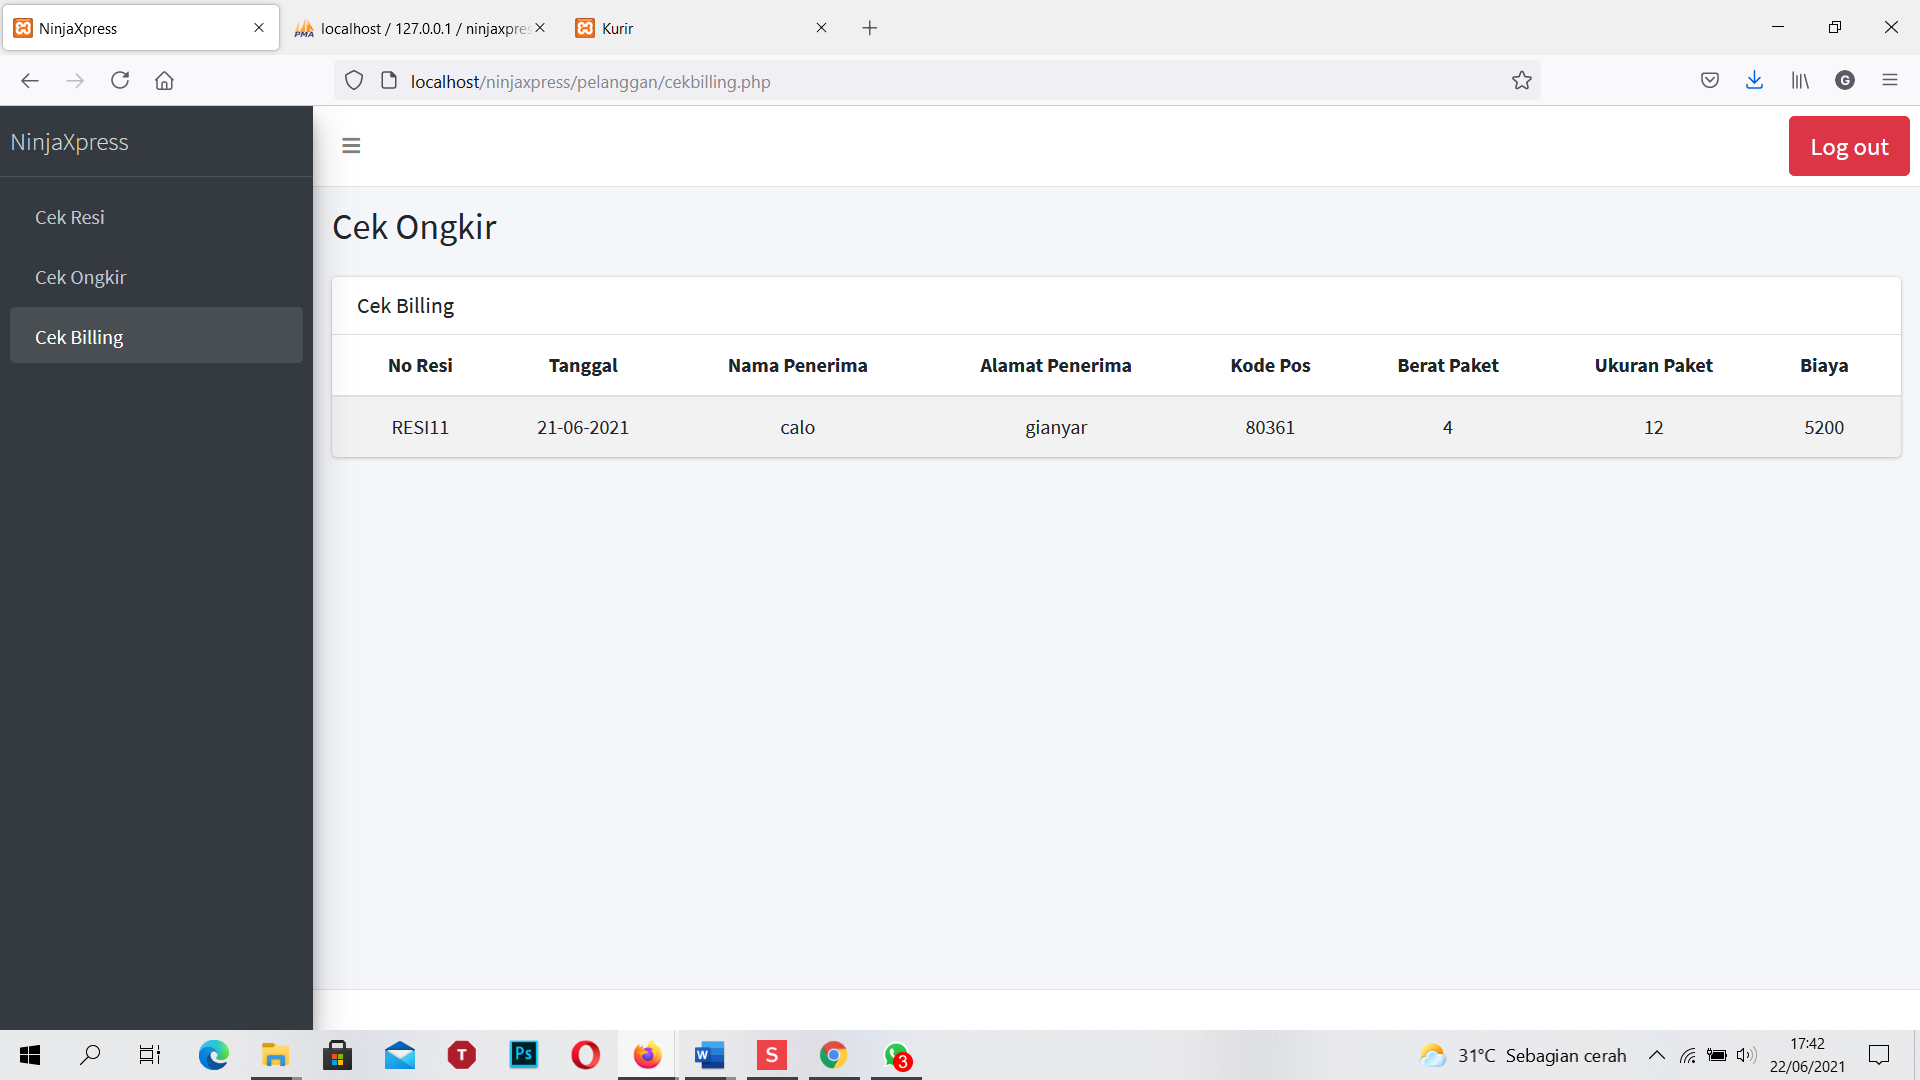 NinjaXpress
localhost / 127.0.0.1 / ninjaxpres
Kurir
localhost/ninjaxpress/pelanggan/cekbilling.php
G
NinjaXpress
Log out
Cek Resi
Cek Ongkir
Cek Billing
Cek Ongkir
Cek Billing
No Resi Tanggal Nama Penerima Alamat Penerima Kode Pos Berat Paket Ukuran Paket Biaya
RESI11 21-06-2021 calo gianyar 80361 4 12 5200
T Ps W S 3
31°C Sebagian cerah
17:42
22/06/2021